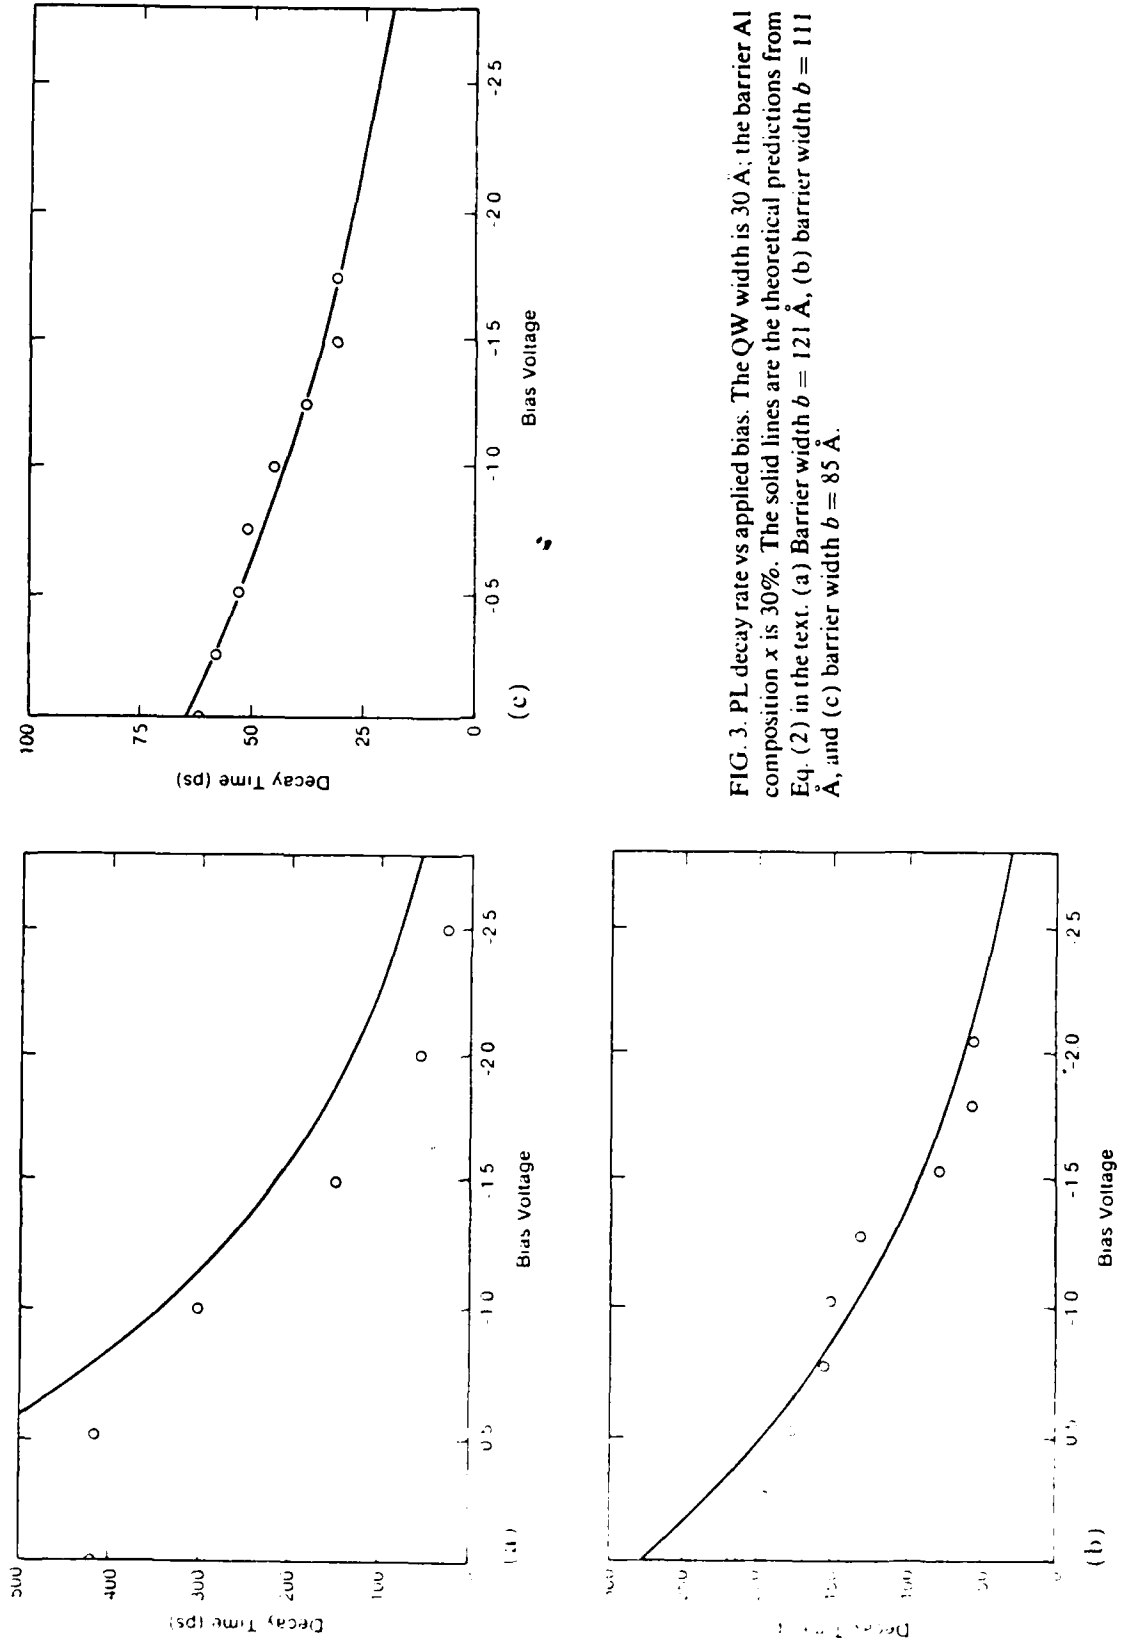 500
400
300
200
100
Decay Time (ps)
-1.0
-1.5
-2.0
-2.5
Bias Voltage
(a)
100
50
0
-1.0
-1.5
-2.0
-2.5
Bias Voltage
(b)
100
75
50
25
0
Decay Time (ps)
-0.5
-1.0
-1.5
-2.0
-2.5
Bias Voltage
(c)
FIG. 3. PL decay rate vs applied bias. The QW width is 30 Å; the barrier Al
composition x is 30%. The solid lines are the theoretical predictions from
Eq. (2) in the text. (a) Barrier width b = 121 Å, (b) barrier width b = 111
Å, and (c) barrier width b = 85 Å.